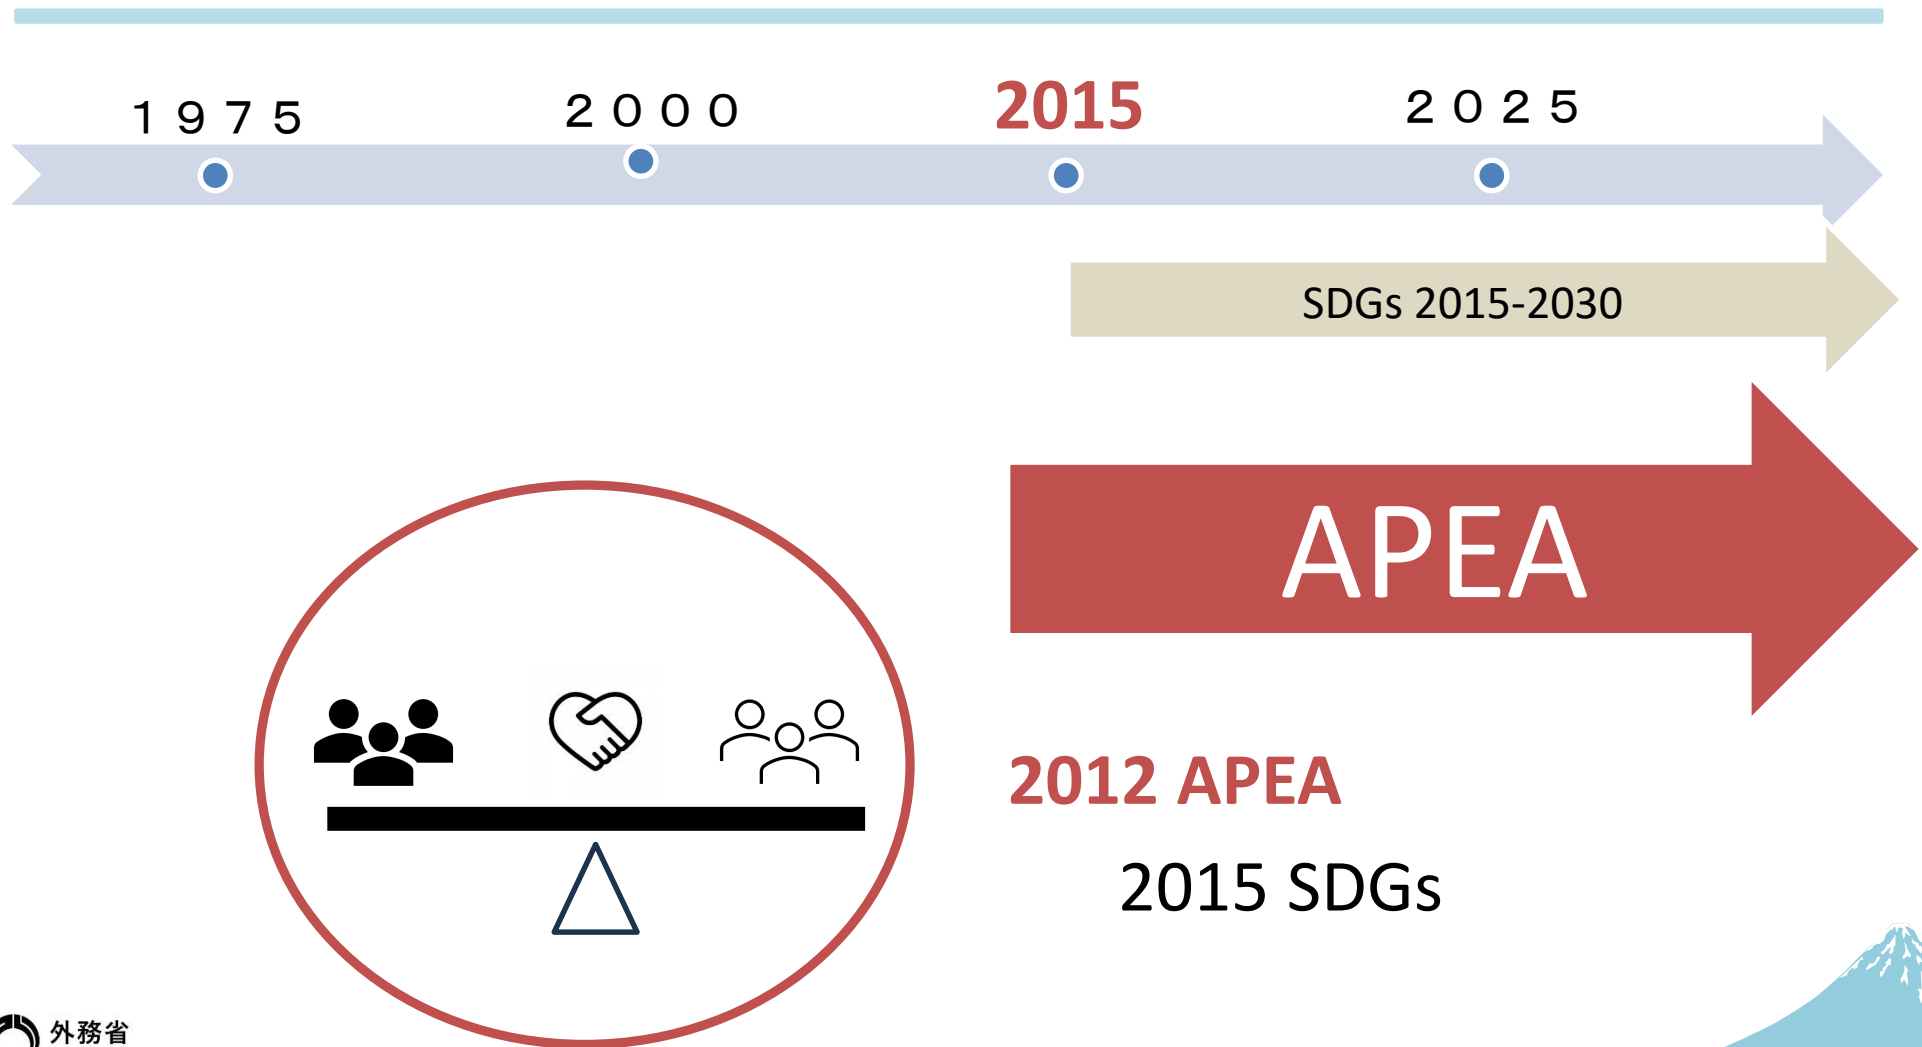 １９７５
２０００
2015
２０２５
SDGs 2015-2030
APEA
2012 APEA
2015 SDGs
外務省